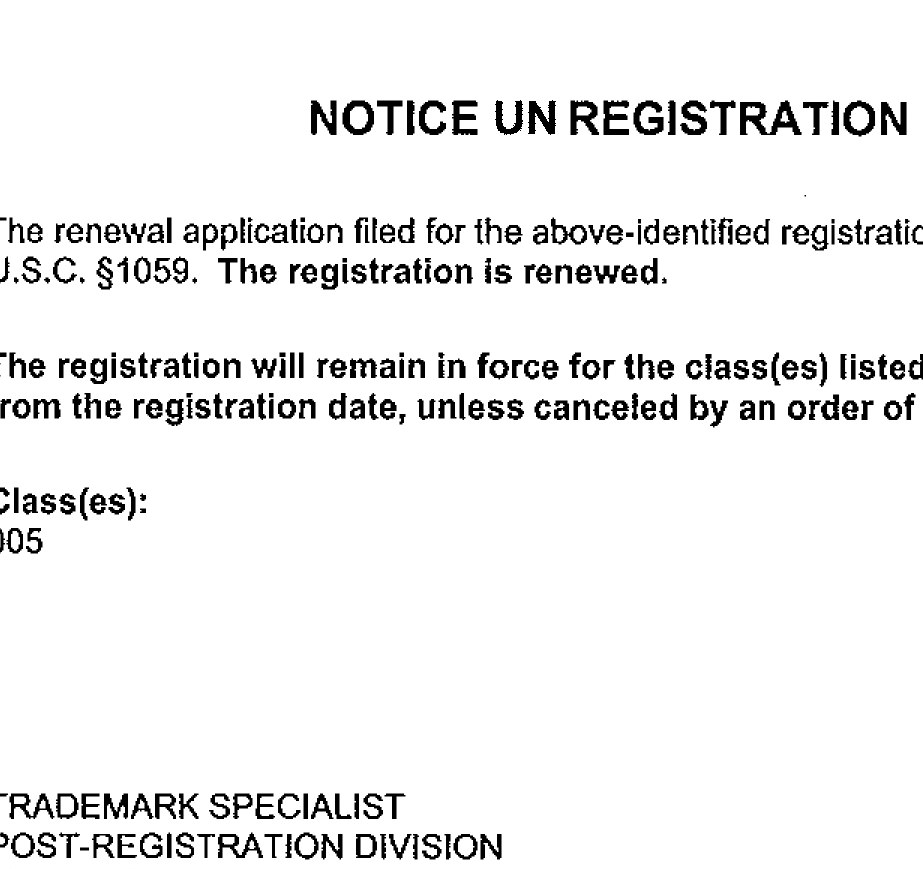 NOTICE UN REGISTRATION
The renewal application filed for the above-identified registratio
U.S.C. §1059. The registration is renewed.
The registration will remain in force for the class(es) listed
from the registration date, unless canceled by an order of
Class(es):
005
TRADEMARK SPECIALIST
POST-REGISTRATION DIVISION